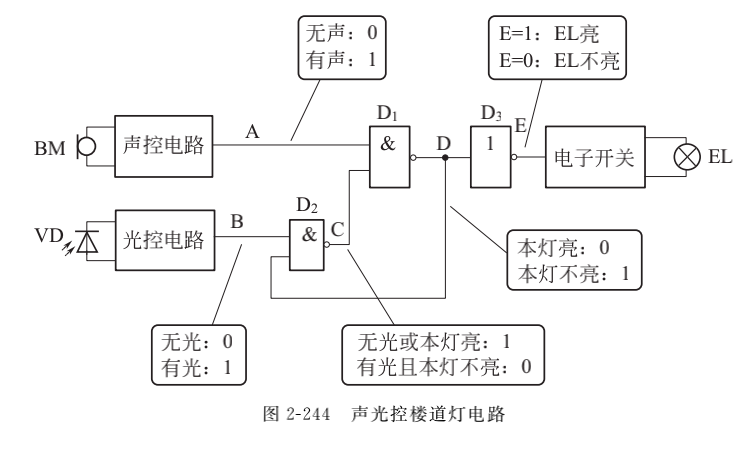 无声：0
有声：1
E=1：EL亮
E=0：EL不亮
D₁
D₃
BM
声控电路
A
&
D
1
E
电子开关
EL
VD
光控电路
B
D₂
&
C
本灯亮：0
本灯不亮：1
无光：0
有光：1
无光或本灯亮：1
有光且本灯不亮：0
图 2-244 声光控楼道灯电路